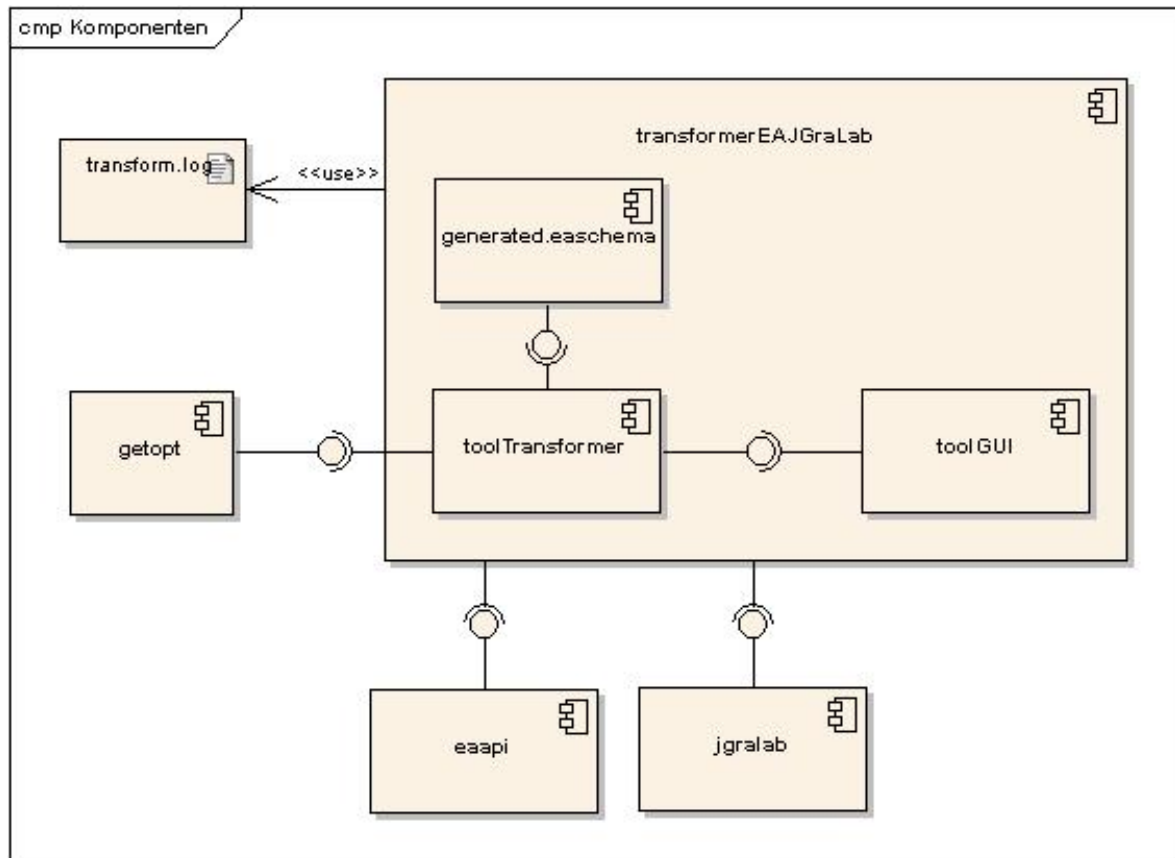 cmp Komponenten
transformerEAJGraLab
transform.log
<<use>>
generated.easchema
getopt
toolTransformer
toolGUI
eaapi
jgralab